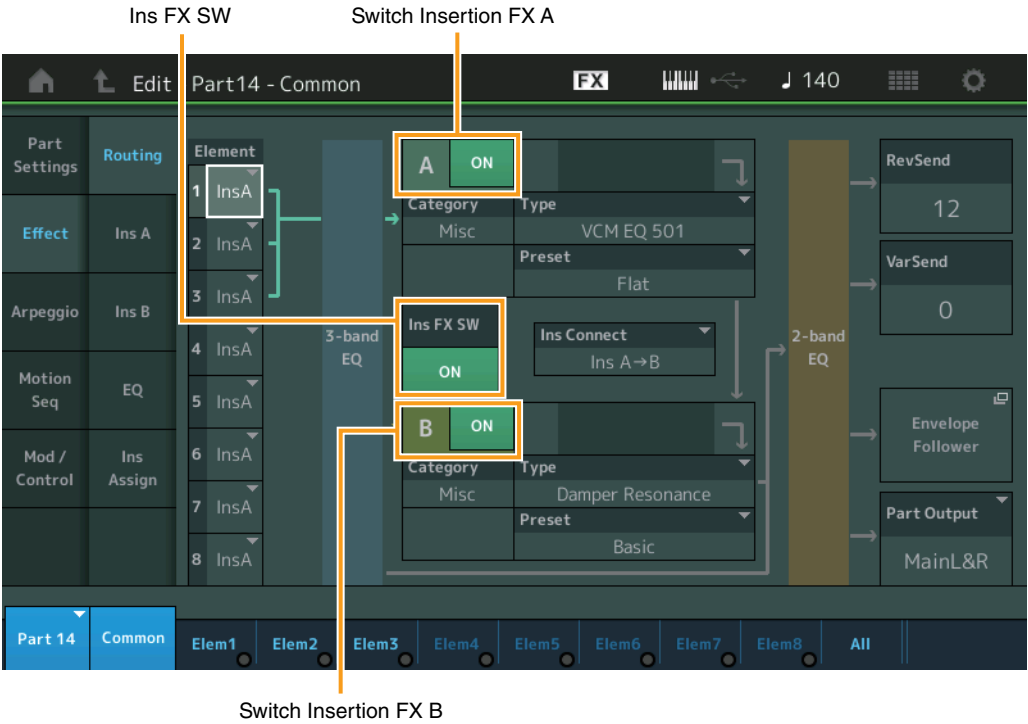 Ins FX SW
Switch Insertion FX A
Edit
Part14 - Common
FX
140
Part Settings
Routing
Element
A
ON
RevSend
12
1 InsA
Category
Type
Misc
VCM EQ 501
Effect
Ins A
2 InsA
Preset
Flat
VarSend
0
3 InsA
Arpeggio
Ins B
3-band EQ
Ins FX SW
ON
Ins Connect
Ins A→B
2-band EQ
4 InsA
Motion Seq
EQ
5 InsA
B
ON
Envelope Follower
6 InsA
Mod / Control
Ins Assign
Category
Type
Misc
Damper Resonance
7 InsA
Preset
Basic
Part Output
MainL&R
8 InsA
Part 14
Common
Elem1
Elem2
Elem3
Elem4
Elem5
Elem6
Elem7
Elem8
All
Switch Insertion FX B